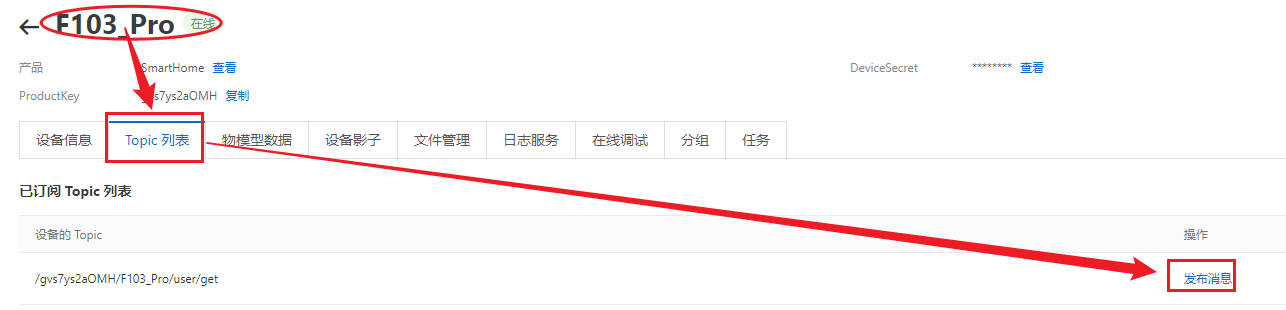 ← F103_Pro 在线
产品 SmartHome 查看 DeviceSecret ******** 查看
ProductKey gvs7ys2aOMH 复制
设备信息 Topic 列表 物模型数据 设备影子 文件管理 日志服务 在线调试 分组 任务
已订阅 Topic 列表
设备的 Topic 操作
/gvs7ys2aOMH/F103_Pro/user/get 发布消息